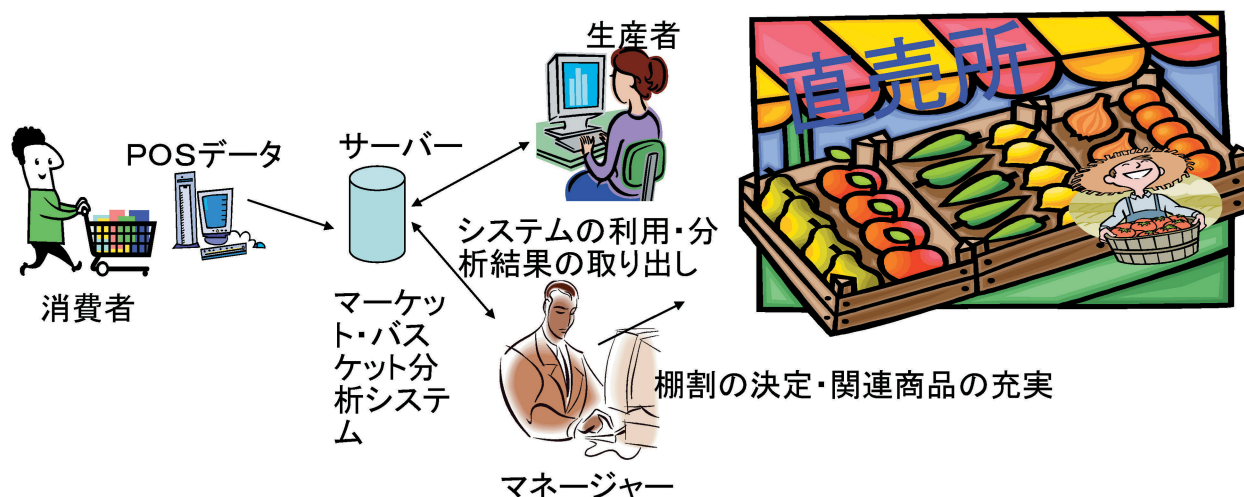 生産者
直売所
POSデータ
サーバー
消費者
システムの利用・分
析結果の取り出し
マーケッ
ト・バス
ケット分
析システ
ム
棚割の決定・関連商品の充実
マネージャー